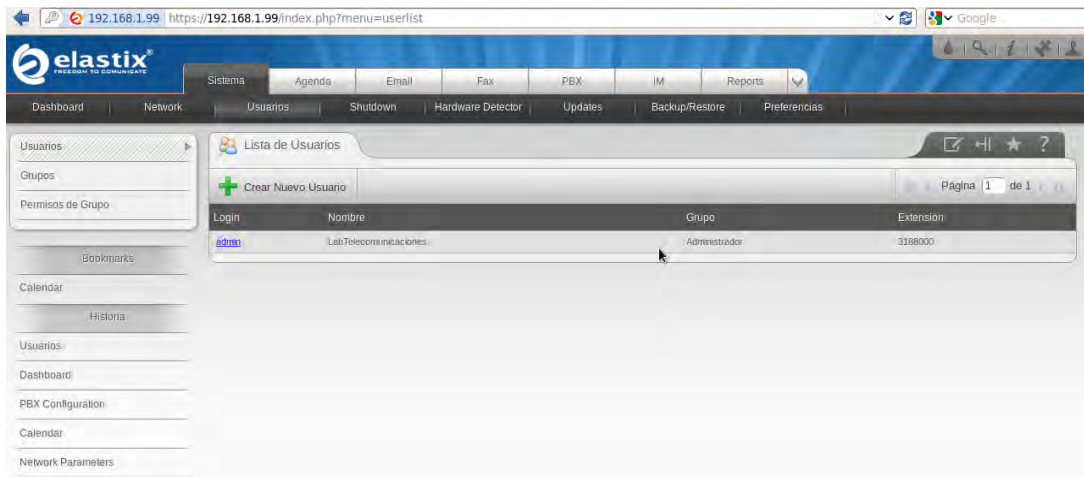 192.168.1.99 https://192.168.1.99/index.php?menu=userlist
Google
elastix®
FREEDOM TO COMMUNICATE
Sistema Agenda Email Fax PBX IM Reports
Dashboard Network Usuarios Shutdown Hardware Detector Updates Backup/Restore Preferencias
Usuarios
Grupos
Permisos de Grupo
Bookmarks
Calendar
Historia
Usuarios
Dashboard
PBX Configuration
Calendar
Network Parameters
Lista de Usuarios
Crear Nuevo Usuario
Página 1 de 1
Login Nombre Grupo Extensión
admin LabTelecomunicaciones Administrador 3188000